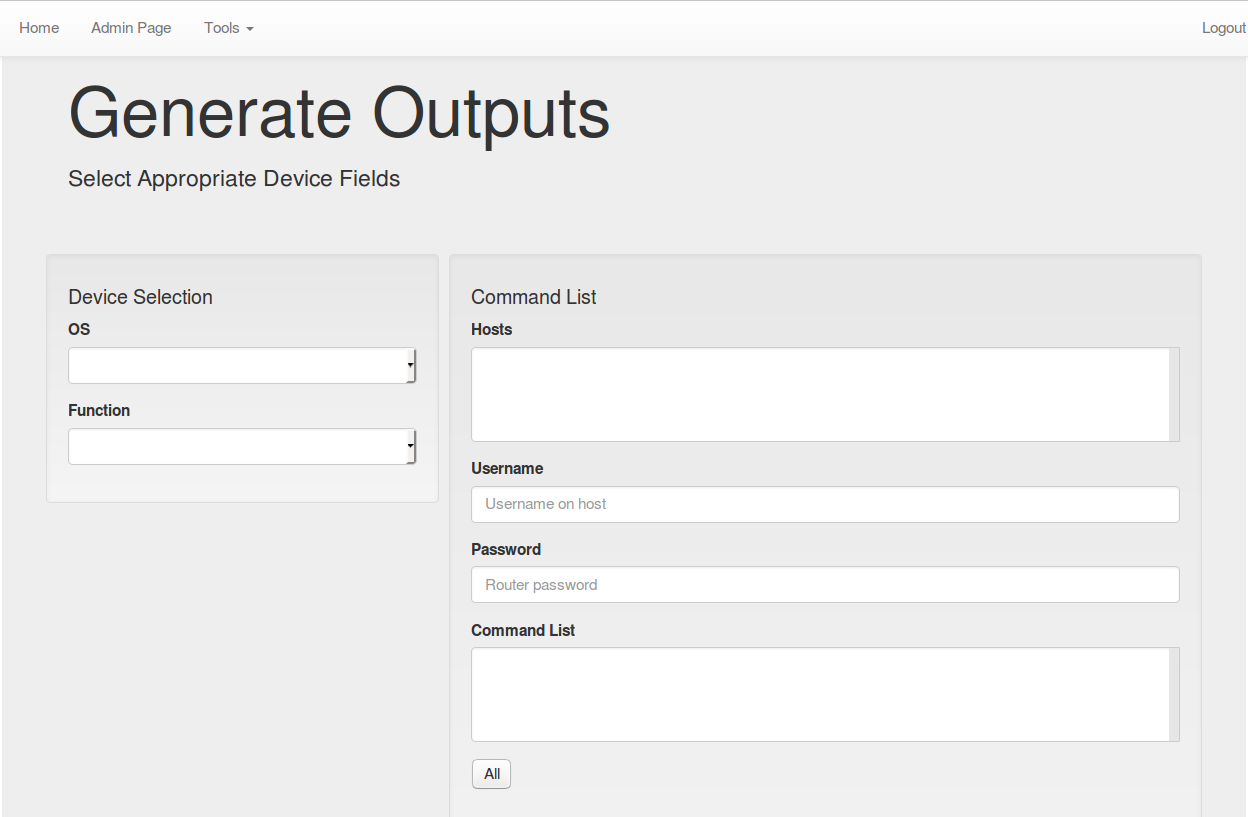 Home Admin Page Tools Logout
Generate Outputs
Select Appropriate Device Fields
Device Selection
OS
Function
Command List
Hosts
Username
Username on host
Password
Router password
Command List
All